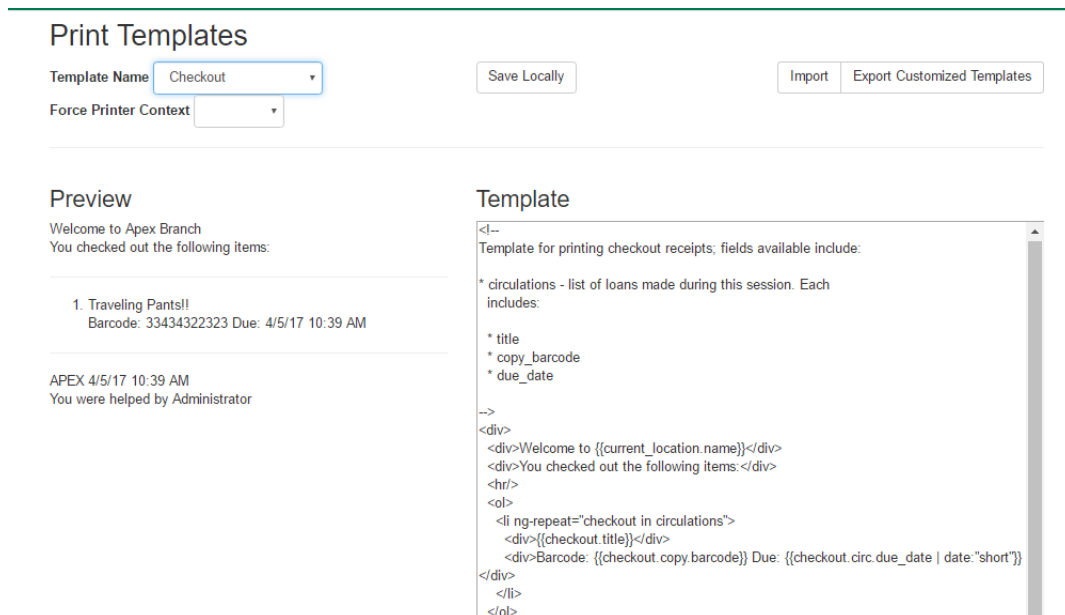 Print Templates
Template Name Checkout Save Locally Import Export Customized Templates
Force Printer Context
Preview
Welcome to Apex Branch
You checked out the following items:
1. Traveling Pants!!
Barcode: 33434322323 Due: 4/5/17 10:39 AM
APEX 4/5/17 10:39 AM
You were helped by Administrator
Template
<!--
Template for printing checkout receipts; fields available include:
* circulations - list of loans made during this session. Each
includes:
* title
* copy_barcode
* due_date
-->
<div>
<div>Welcome to {{current_location.name}}</div>
<div>You checked out the following items:</div>
<hr/>
<ol>
<li ng-repeat="checkout in circulations">
<div>{{checkout.title}}</div>
<div>Barcode: {{checkout.copy.barcode}} Due: {{checkout.circ.due_date | date:"short"}}
</div>
</li>
</ol>